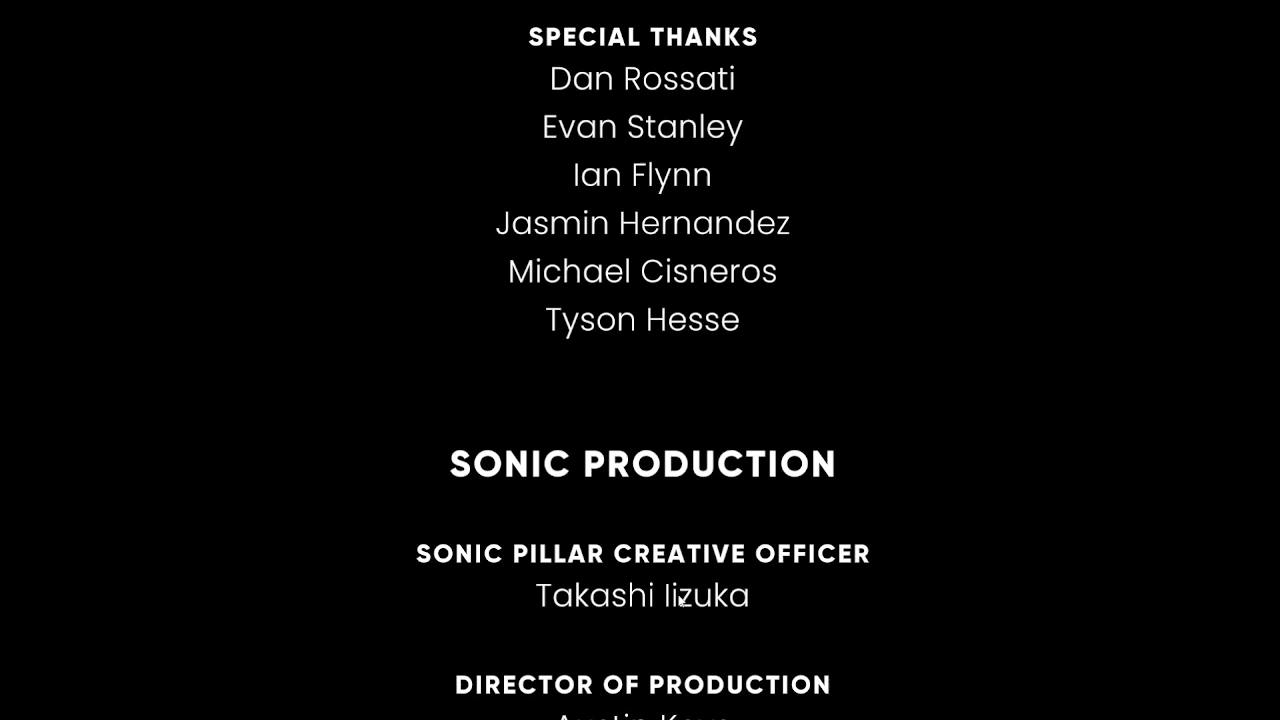 SPECIAL THANKS
Dan Rossati
Evan Stanley
Ian Flynn
Jasmin Hernandez
Michael Cisneros
Tyson Hesse
SONIC PRODUCTION
SONIC PILLAR CREATIVE OFFICER
Takashi Iizuka
DIRECTOR OF PRODUCTION